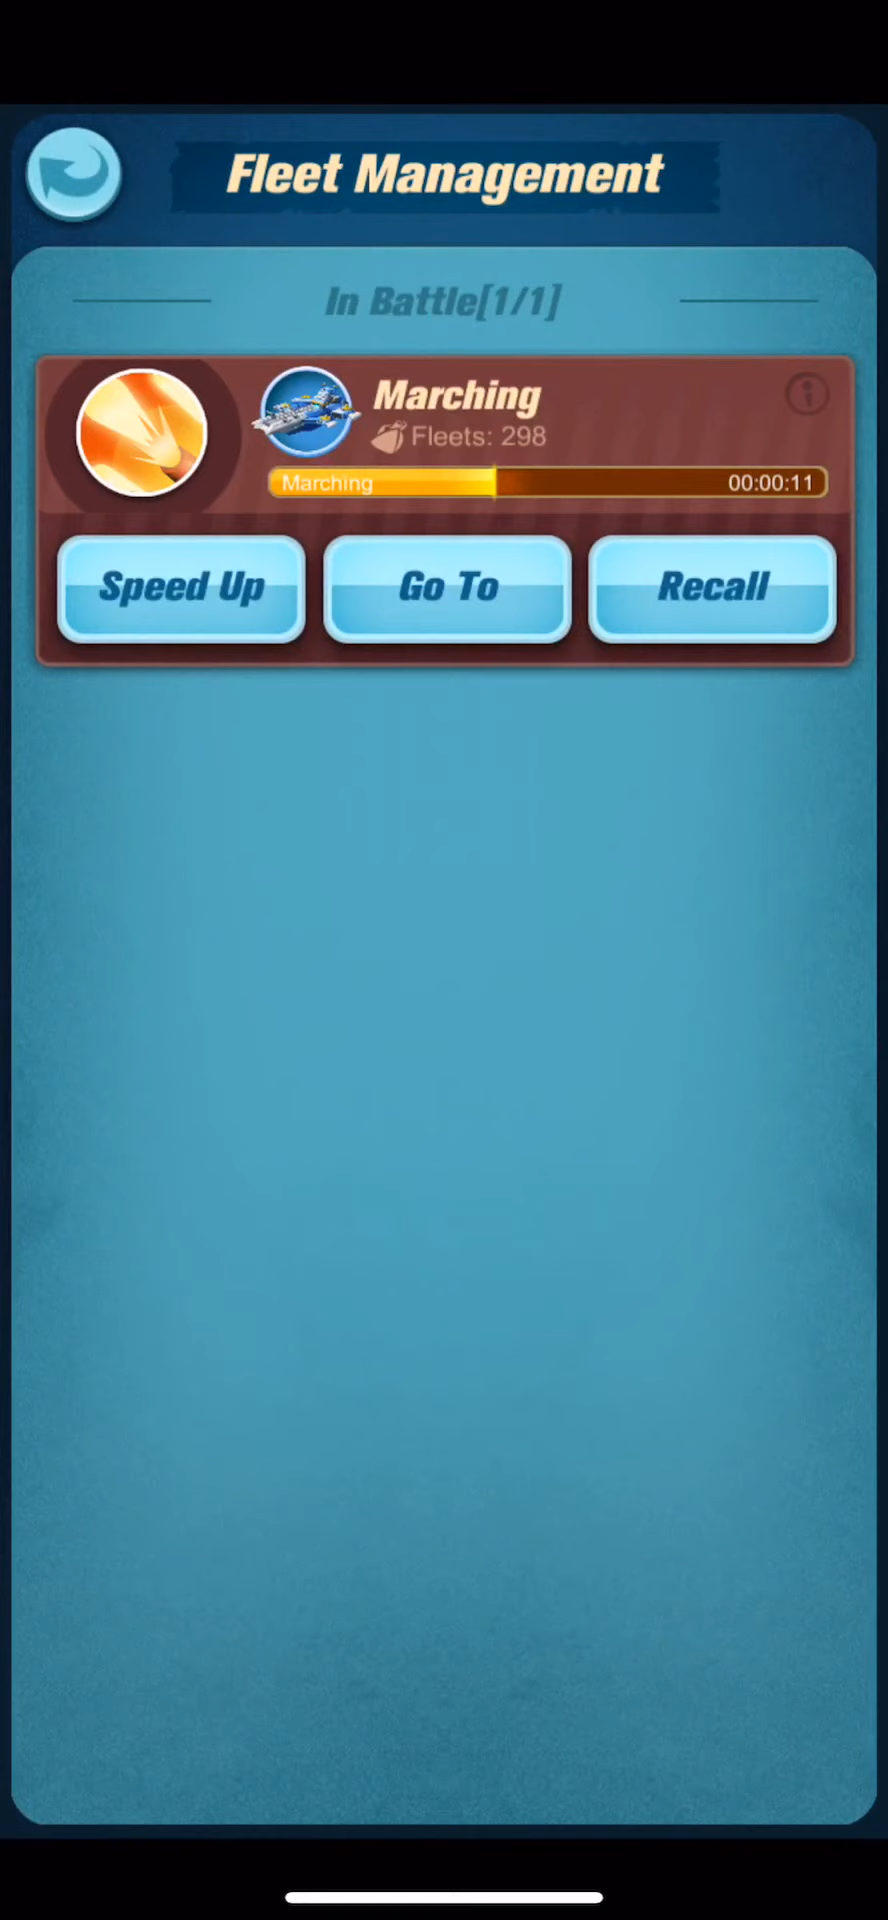 Fleet Management
In Battle[1/1]
Marching
Fleets: 298
Marching 00:00:11
Speed Up Go To Recall